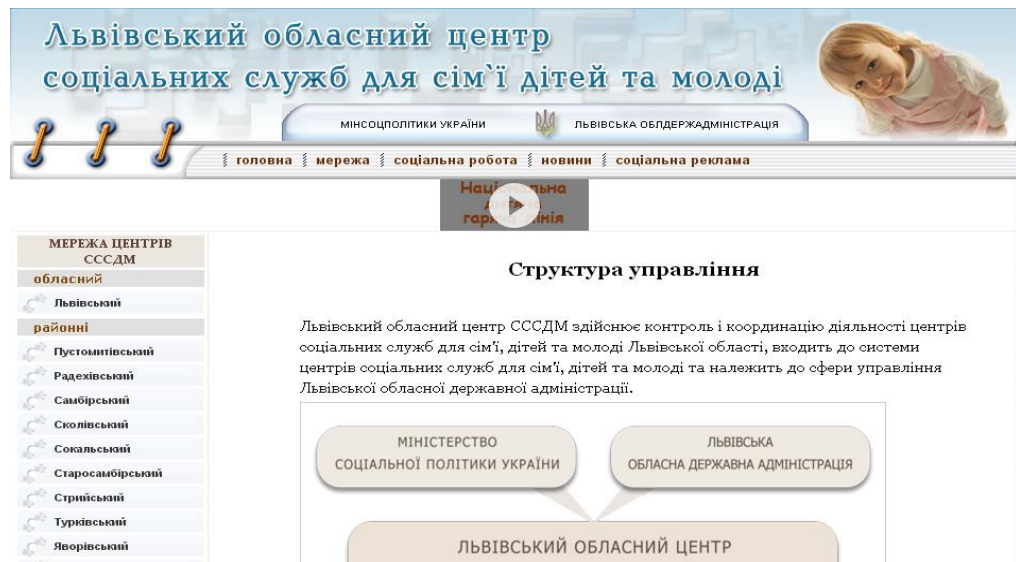 Львівський обласний центр
соціальних служб для сім`ї дітей та молоді
МІНСОЦПОЛІТИКИ УКРАЇНИ
ЛЬВІВСЬКА ОБЛДЕРЖАДМІНІСТРАЦІЯ
головна
мережа
соціальна робота
новини
соціальна реклама
Національна
дитяча
гаряча лінія
МЕРЕЖА ЦЕНТРІВ
СССДМ
обласний
Львівський
районні
Пустомитівський
Радехівський
Самбірський
Сколівський
Сокальський
Старосамбірський
Стрийський
Турківський
Яворівський
Структура управління
Львівський обласний центр СССДМ здійснює контроль і координацію діяльності центрів
соціальних служб для сім'ї, дітей та молоді Львівської області, входить до системи
центрів соціальних служб для сім'ї, дітей та молоді та належить до сфери управління
Львівської обласної державної адміністрації.
МІНІСТЕРСТВО
СОЦІАЛЬНОЇ ПОЛІТИКИ УКРАЇНИ
ЛЬВІВСЬКА
ОБЛАСНА ДЕРЖАВНА АДМІНІСТРАЦІЯ
ЛЬВІВСЬКИЙ ОБЛАСНИЙ ЦЕНТР